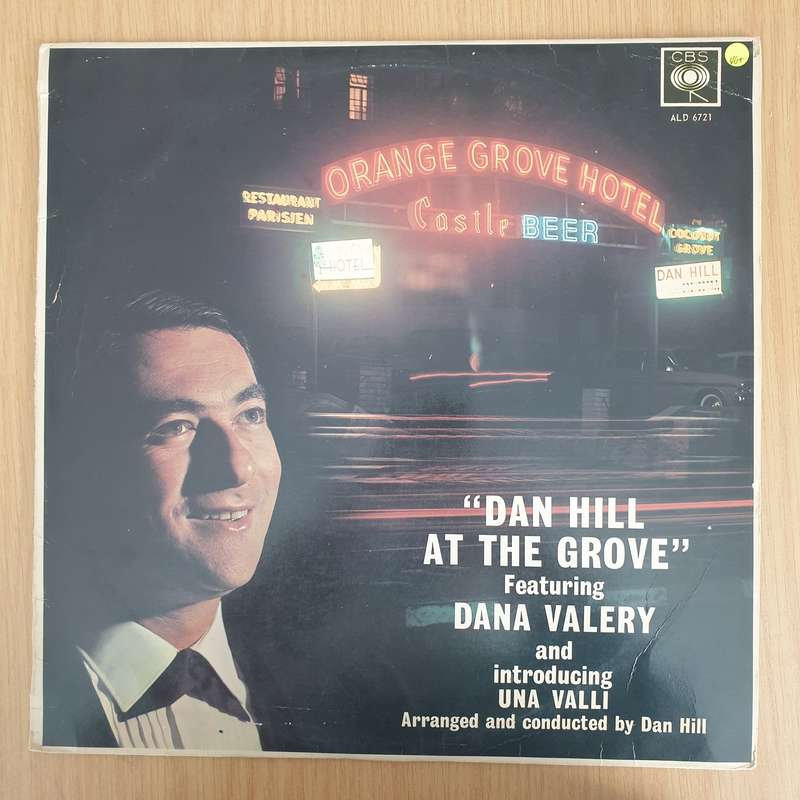 CBS
VG+
ALD 6721
ORANGE GROVE HOTEL
RESTAURANT
PARISIEN
Castle BEER
COCONUT
GROVE
HOTEL
DAN HILL
"DAN HILL
AT THE GROVE"
Featuring
DANA VALERY
and
introducing
UNA VALLI
Arranged and conducted by Dan Hill